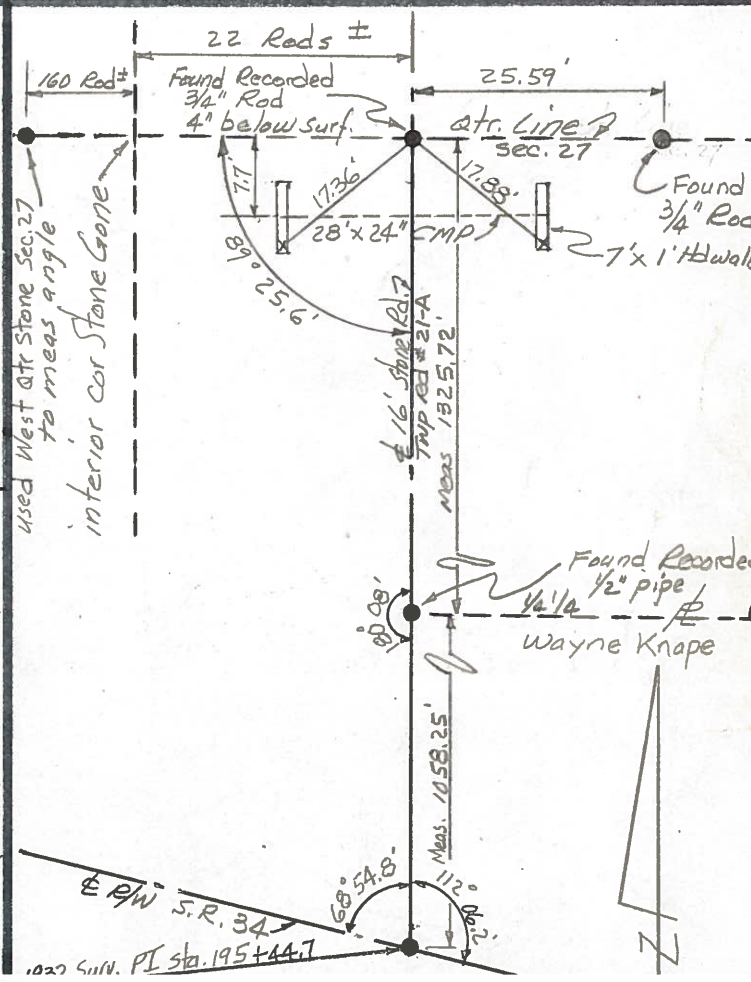 22 Rods ±
160 Rod ±
Found Recorded
3/4" Rod
4" below surf.
25.59'
Qtr. Line
Sec. 27
Found
3/4" Rod
7.7'
17.36'
17.88'
28' x 24" CMP
7' x 1' Hdwall
89° 25.6'
Used West Qtr Stone Sec. 27
to meas angle
interior Cor Stone Gone
℄ 16' Stone Rd.
Twp Rd # 21-A
Meas 1325.72'
Found Recorded
1/2" pipe
1/4 1/4
℄
Wayne Knape
08'
Meas. 1058.25'
68° 54.8'
112°
℄ R/W S.R. 34
1932 Surv. PI sta. 195+44.7
N